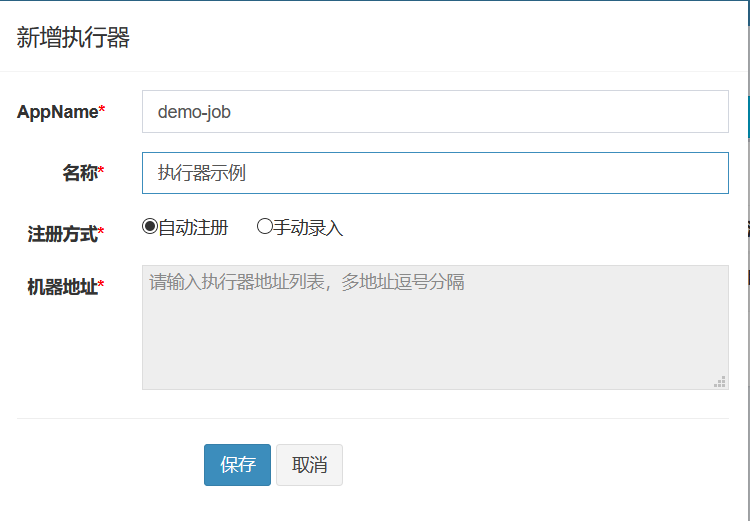 新增执行器
AppName* demo-job
名称* 执行器示例
注册方式* 自动注册 手动录入
机器地址* 请输入执行器地址列表，多地址逗号分隔
保存 取消